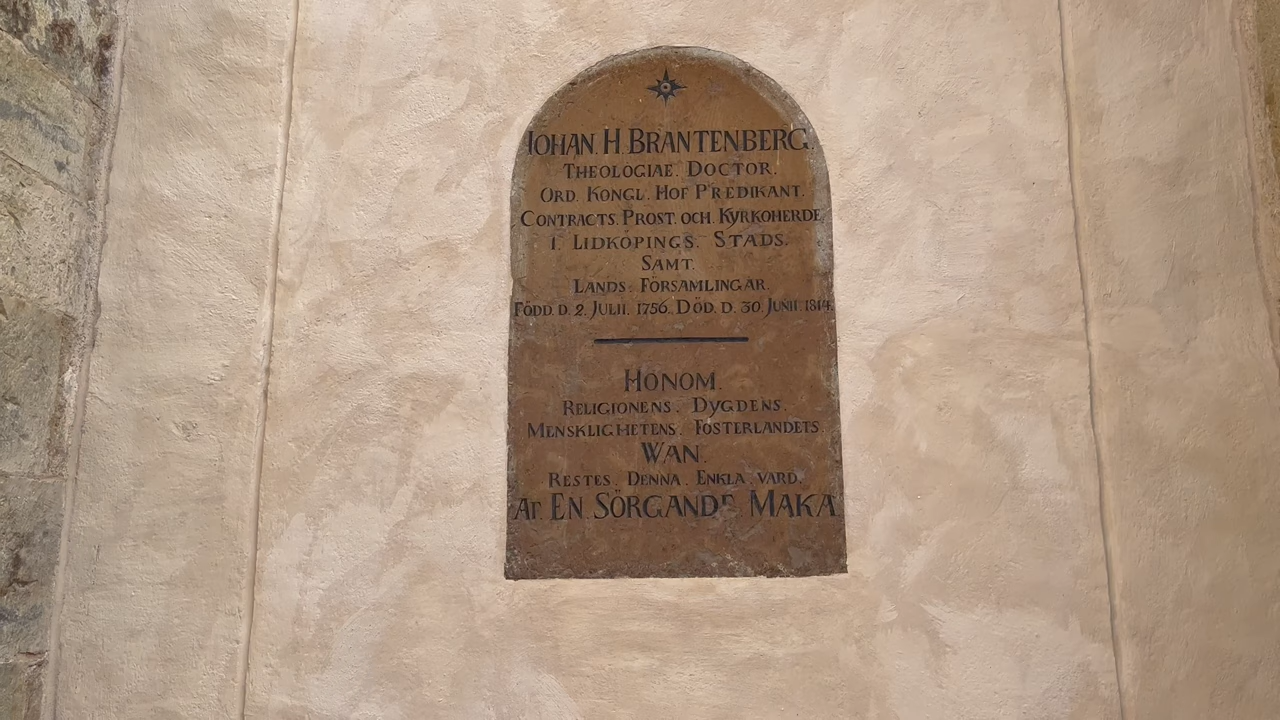 IOHAN. H. BRANTENBERG.
THEOLOGIAE. DOCTOR.
ORD. KONGL. HOF PREDIKANT.
CONTRACTS. PROST. OCH. KYRKOHERDE
I. LIDKÖPINGS. STADS.
SAMT.
LANDS. FÖRSAMLINGAR.
FÖDD. D. 2. JULII. 1756. DÖD. D. 30. JUNII. 1814.
HONOM.
RELIGIONENS. DYGDENS.
MENSKLIGHETENS. FOSTERLANDETS.
WAN.
RESTES. DENNA. ENKLA. VARD.
AF. EN SÖRGANDE MAKA